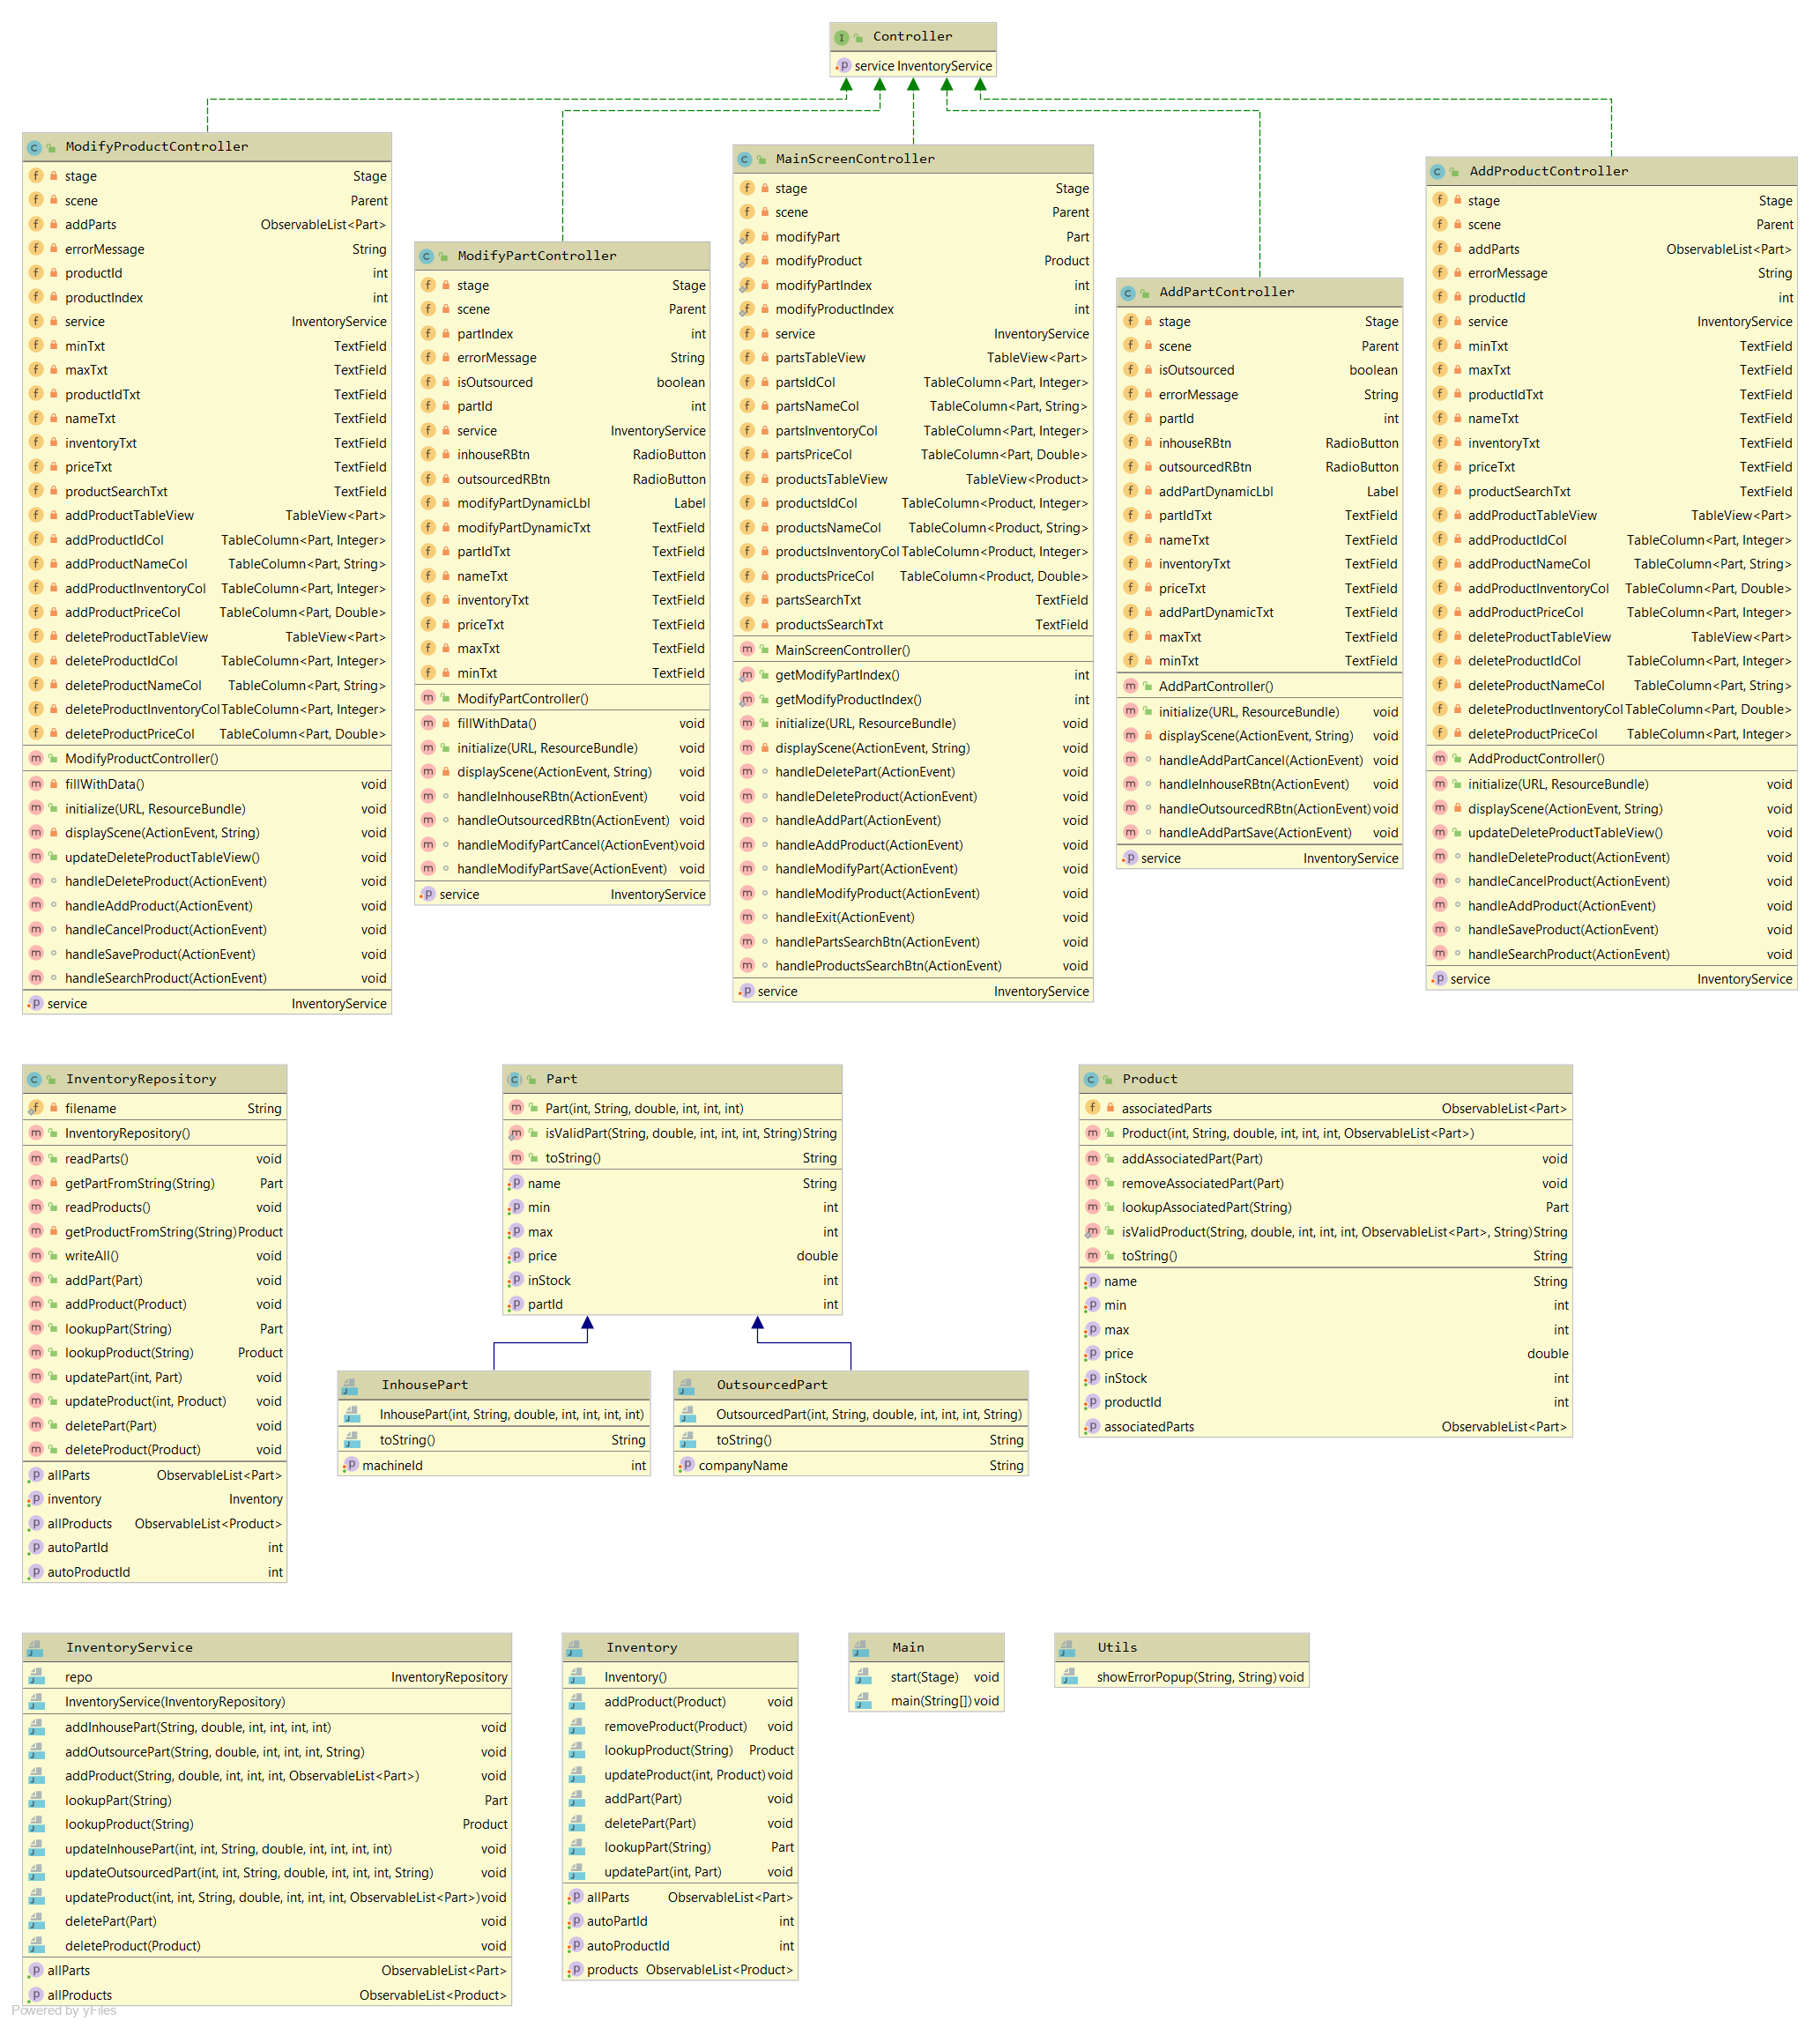 Controller
service InventoryService
ModifyProductController
stage Stage
scene Parent
addParts ObservableList<Part>
errorMessage String
productId int
productIndex int
service InventoryService
minTxt TextField
maxTxt TextField
productIdTxt TextField
nameTxt TextField
inventoryTxt TextField
priceTxt TextField
productSearchTxt TextField
addProductTableView TableView<Part>
addProductIdCol TableColumn<Part, Integer>
addProductNameCol TableColumn<Part, String>
addProductInventoryCol TableColumn<Part, Integer>
addProductPriceCol TableColumn<Part, Double>
deleteProductTableView TableView<Part>
deleteProductIdCol TableColumn<Part, Integer>
deleteProductNameCol TableColumn<Part, String>
deleteProductInventoryCol TableColumn<Part, Integer>
deleteProductPriceCol TableColumn<Part, Double>
ModifyProductController()
fillWithData() void
initialize(URL, ResourceBundle) void
displayScene(ActionEvent, String) void
updateDeleteProductTableView() void
handleDeleteProduct(ActionEvent) void
handleAddProduct(ActionEvent) void
handleCancelProduct(ActionEvent) void
handleSaveProduct(ActionEvent) void
handleSearchProduct(ActionEvent) void
service InventoryService
ModifyPartController
stage Stage
scene Parent
partIndex int
errorMessage String
isOutsourced boolean
partId int
service InventoryService
inhouseRBtn RadioButton
outsourcedRBtn RadioButton
modifyPartDynamicLbl Label
modifyPartDynamicTxt TextField
partIdTxt TextField
nameTxt TextField
inventoryTxt TextField
priceTxt TextField
maxTxt TextField
minTxt TextField
ModifyPartController()
fillWithData() void
initialize(URL, ResourceBundle) void
displayScene(ActionEvent, String) void
handleInhouseRBtn(ActionEvent) void
handleOutsourcedRBtn(ActionEvent) void
handleModifyPartCancel(ActionEvent) void
handleModifyPartSave(ActionEvent) void
service InventoryService
MainScreenController
stage Stage
scene Parent
modifyPart Part
modifyProduct Product
modifyPartIndex int
modifyProductIndex int
service InventoryService
partsTableView TableView<Part>
partsIdCol TableColumn<Part, Integer>
partsNameCol TableColumn<Part, String>
partsInventoryCol TableColumn<Part, Integer>
partsPriceCol TableColumn<Part, Double>
productsTableView TableView<Product>
productsIdCol TableColumn<Product, Integer>
productsNameCol TableColumn<Product, String>
productsInventoryCol TableColumn<Product, Integer>
productsPriceCol TableColumn<Product, Double>
partsSearchTxt TextField
productsSearchTxt TextField
MainScreenController()
getModifyPartIndex() int
getModifyProductIndex() int
initialize(URL, ResourceBundle) void
displayScene(ActionEvent, String) void
handleDeletePart(ActionEvent) void
handleDeleteProduct(ActionEvent) void
handleAddPart(ActionEvent) void
handleAddProduct(ActionEvent) void
handleModifyPart(ActionEvent) void
handleModifyProduct(ActionEvent) void
handleExit(ActionEvent) void
handlePartsSearchBtn(ActionEvent) void
handleProductsSearchBtn(ActionEvent) void
service InventoryService
AddPartController
stage Stage
scene Parent
isOutsourced boolean
errorMessage String
partId int
inhouseRBtn RadioButton
outsourcedRBtn RadioButton
addPartDynamicLbl Label
partIdTxt TextField
nameTxt TextField
inventoryTxt TextField
priceTxt TextField
addPartDynamicTxt TextField
maxTxt TextField
minTxt TextField
AddPartController()
initialize(URL, ResourceBundle) void
displayScene(ActionEvent, String) void
handleAddPartCancel(ActionEvent) void
handleInhouseRBtn(ActionEvent) void
handleOutsourcedRBtn(ActionEvent) void
handleAddPartSave(ActionEvent) void
service InventoryService
AddProductController
stage Stage
scene Parent
addParts ObservableList<Part>
errorMessage String
productId int
service InventoryService
minTxt TextField
maxTxt TextField
productIdTxt TextField
nameTxt TextField
inventoryTxt TextField
priceTxt TextField
productSearchTxt TextField
addProductTableView TableView<Part>
addProductIdCol TableColumn<Part, Integer>
addProductNameCol TableColumn<Part, String>
addProductInventoryCol TableColumn<Part, Double>
addProductPriceCol TableColumn<Part, Integer>
deleteProductTableView TableView<Part>
deleteProductIdCol TableColumn<Part, Integer>
deleteProductNameCol TableColumn<Part, String>
deleteProductInventoryCol TableColumn<Part, Double>
deleteProductPriceCol TableColumn<Part, Integer>
AddProductController()
initialize(URL, ResourceBundle) void
displayScene(ActionEvent, String) void
updateDeleteProductTableView() void
handleDeleteProduct(ActionEvent) void
handleCancelProduct(ActionEvent) void
handleAddProduct(ActionEvent) void
handleSaveProduct(ActionEvent) void
handleSearchProduct(ActionEvent) void
service InventoryService
InventoryRepository
filename String
InventoryRepository()
readParts() void
getPartFromString(String) Part
readProducts() void
getProductFromString(String) Product
writeAll() void
addPart(Part) void
addProduct(Product) void
lookupPart(String) Part
lookupProduct(String) Product
updatePart(int, Part) void
updateProduct(int, Product) void
deletePart(Part) void
deleteProduct(Product) void
allParts ObservableList<Part>
inventory Inventory
allProducts ObservableList<Product>
autoPartId int
autoProductId int
Part
Part(int, String, double, int, int, int)
isValidPart(String, double, int, int, int, String) String
toString() String
name String
min int
max int
price double
inStock int
partId int
InhousePart
InhousePart(int, String, double, int, int, int, int)
toString() String
machineId int
OutsourcedPart
OutsourcedPart(int, String, double, int, int, int, String)
toString() String
companyName String
Product
associatedParts ObservableList<Part>
Product(int, String, double, int, int, int, ObservableList<Part>)
addAssociatedPart(Part) void
removeAssociatedPart(Part) void
lookupAssociatedPart(String) Part
isValidProduct(String, double, int, int, int, ObservableList<Part>, String) String
toString() String
name String
min int
max int
price double
inStock int
productId int
associatedParts ObservableList<Part>
InventoryService
repo InventoryRepository
InventoryService(InventoryRepository)
addInhousePart(String, double, int, int, int, int) void
addOutsourcePart(String, double, int, int, int, String) void
addProduct(String, double, int, int, int, ObservableList<Part>) void
lookupPart(String) Part
lookupProduct(String) Product
updateInhousePart(int, int, String, double, int, int, int, int) void
updateOutsourcedPart(int, int, String, double, int, int, int, String) void
updateProduct(int, int, String, double, int, int, int, ObservableList<Part>) void
deletePart(Part) void
deleteProduct(Product) void
allParts ObservableList<Part>
allProducts ObservableList<Product>
Inventory
Inventory()
addProduct(Product) void
removeProduct(Product) void
lookupProduct(String) Product
updateProduct(int, Product) void
addPart(Part) void
deletePart(Part) void
lookupPart(String) Part
updatePart(int, Part) void
allParts ObservableList<Part>
autoPartId int
autoProductId int
products ObservableList<Product>
Main
start(Stage) void
main(String[]) void
Utils
showErrorPopup(String, String) void
Powered by yFiles